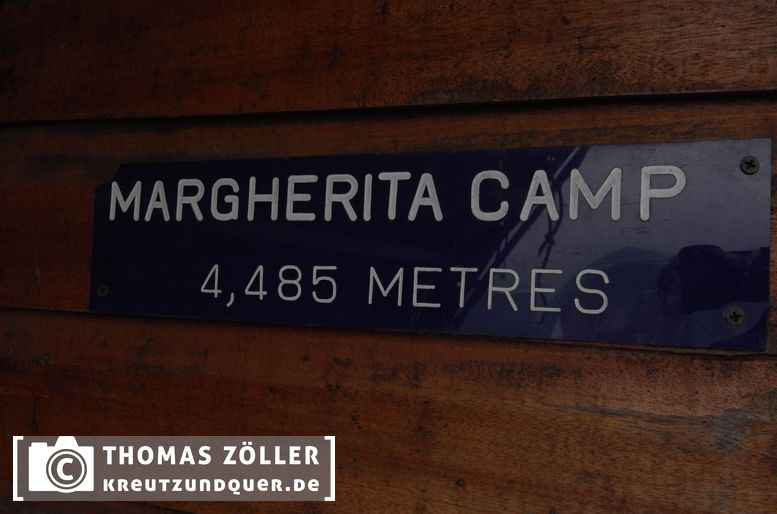 MARGHERITA CAMP
4,485 METRES
© THOMAS ZÖLLER
KREUTZUNDQUER.DE